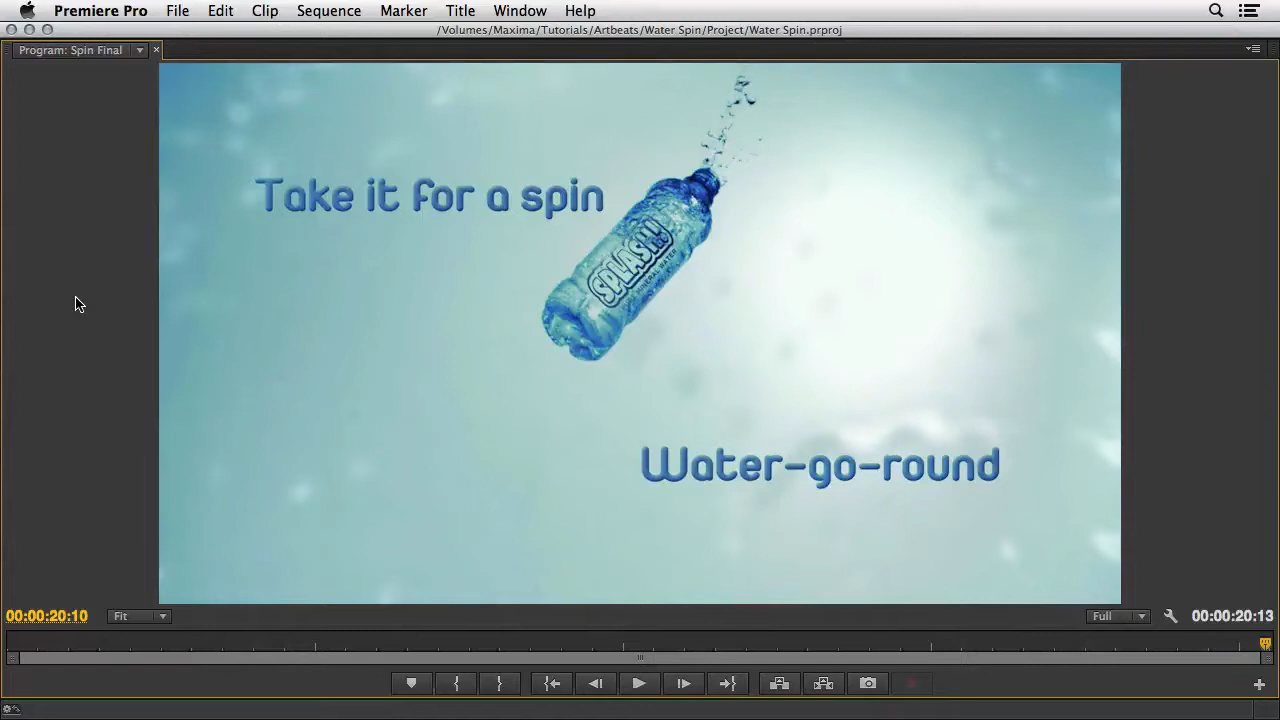 Premiere Pro File Edit Clip Sequence Marker Title Window Help
/Volumes/Maxima/Tutorials/Artbeats/Water Spin/Project/Water Spin.prproj
Program: Spin Final
Take it for a spin
SPLASH!
MINERAL WATER
Water-go-round
00:00:20:10 Fit Full 00:00:20:13